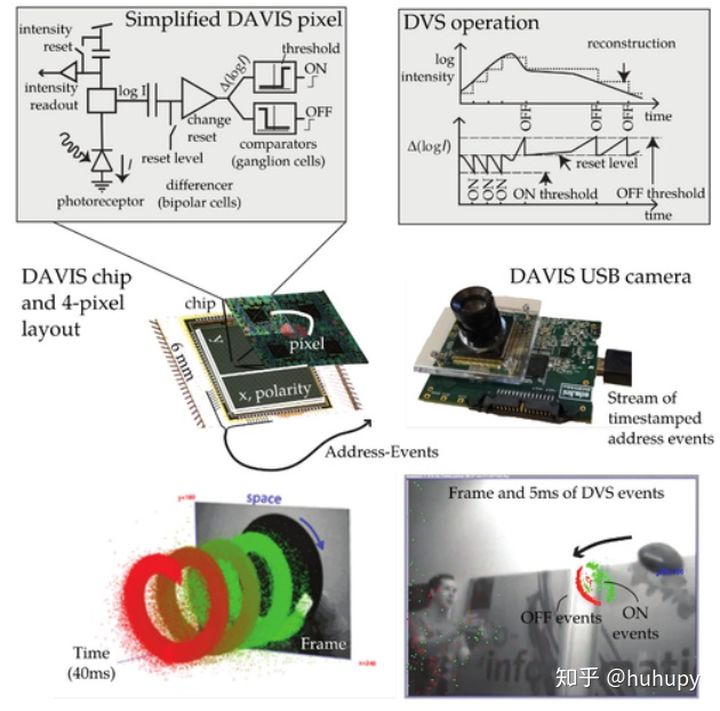 Simplified DAVIS pixel
intensity
reset
threshold
ON
intensity
readout
log I
Δ(logI)
OFF
change
reset
comparators
(ganglion cells)
reset level
I
photoreceptor
differencer
(bipolar cells)
DVS operation
log
intensity
reconstruction
OFF
OFF
OFF
time
Δ(logI)
reset level
ON
ON
ON
ON threshold
OFF threshold
time
DAVIS chip
and 4-pixel
layout
chip
pixel
6 mm
y
x, polarity
Address-Events
DAVIS USB camera
Stream of
timestamped
address events
space
Frame
Time
(40ms)
Frame and 5ms of DVS events
OFF events
ON
events
知乎 @huhupy